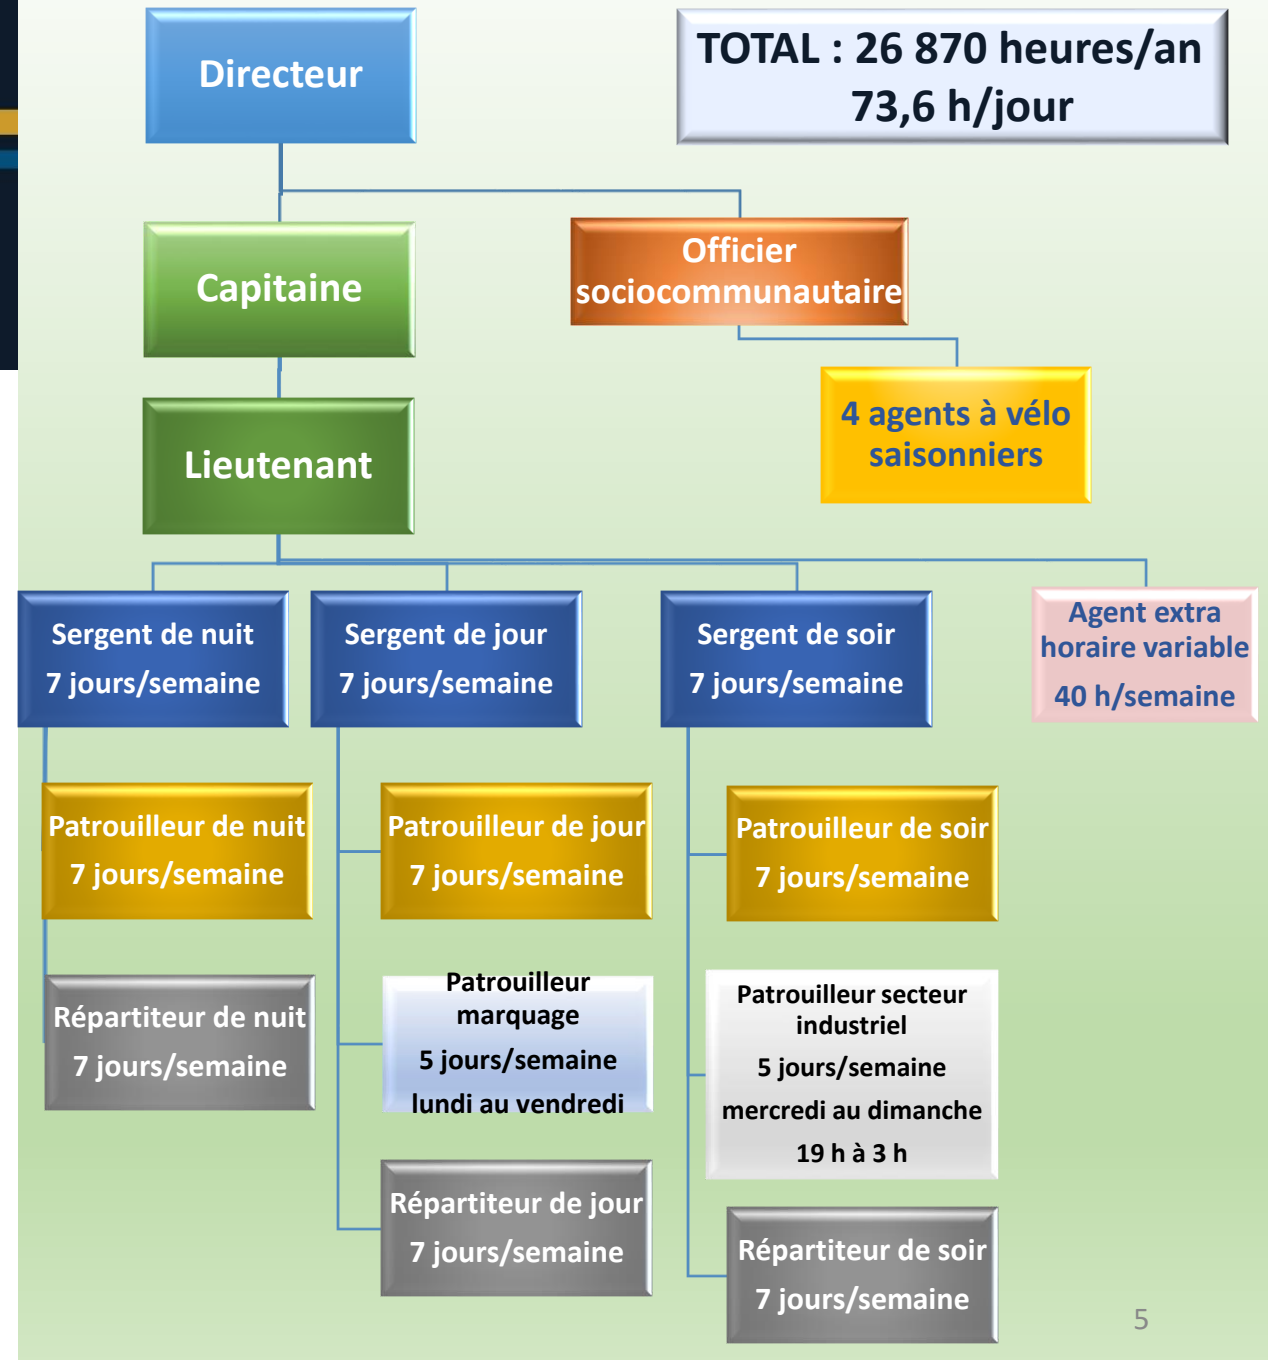 Directeur
TOTAL : 26 870 heures/an
73,6 h/jour
Capitaine
Officier
sociocommunautaire
4 agents à vélo
saisonniers
Lieutenant
Sergent de nuit
7 jours/semaine
Sergent de jour
7 jours/semaine
Sergent de soir
7 jours/semaine
Agent extra
horaire variable
40 h/semaine
Patrouilleur de nuit
7 jours/semaine
Patrouilleur de jour
7 jours/semaine
Patrouilleur de soir
7 jours/semaine
Répartiteur de nuit
7 jours/semaine
Patrouilleur
marquage
5 jours/semaine
lundi au vendredi
Patrouilleur secteur
industriel
5 jours/semaine
mercredi au dimanche
19 h à 3 h
Répartiteur de jour
7 jours/semaine
Répartiteur de soir
7 jours/semaine
5